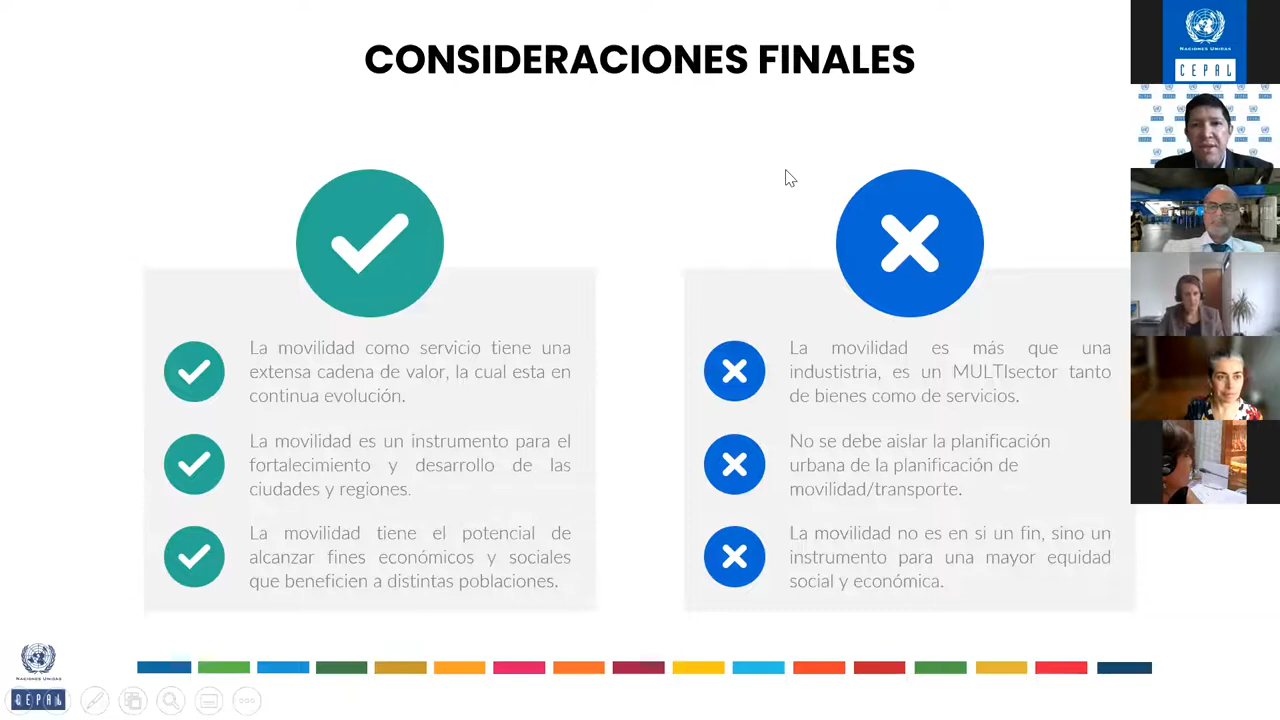 CONSIDERACIONES FINALES
La movilidad como servicio tiene una
extensa cadena de valor, la cual esta en
continua evolución.
La movilidad es un instrumento para el
fortalecimiento y desarrollo de las
ciudades y regiones.
La movilidad tiene el potencial de
alcanzar fines económicos y sociales
que beneficien a distintas poblaciones.
La movilidad es más que una
industistria, es un MULTIsector tanto
de bienes como de servicios.
No se debe aislar la planificación
urbana de la planificación de
movilidad/transporte.
La movilidad no es en si un fin, sino un
instrumento para una mayor equidad
social y económica.
NACIONES UNIDAS
CEPAL
NACIONES UNIDAS
CEPAL